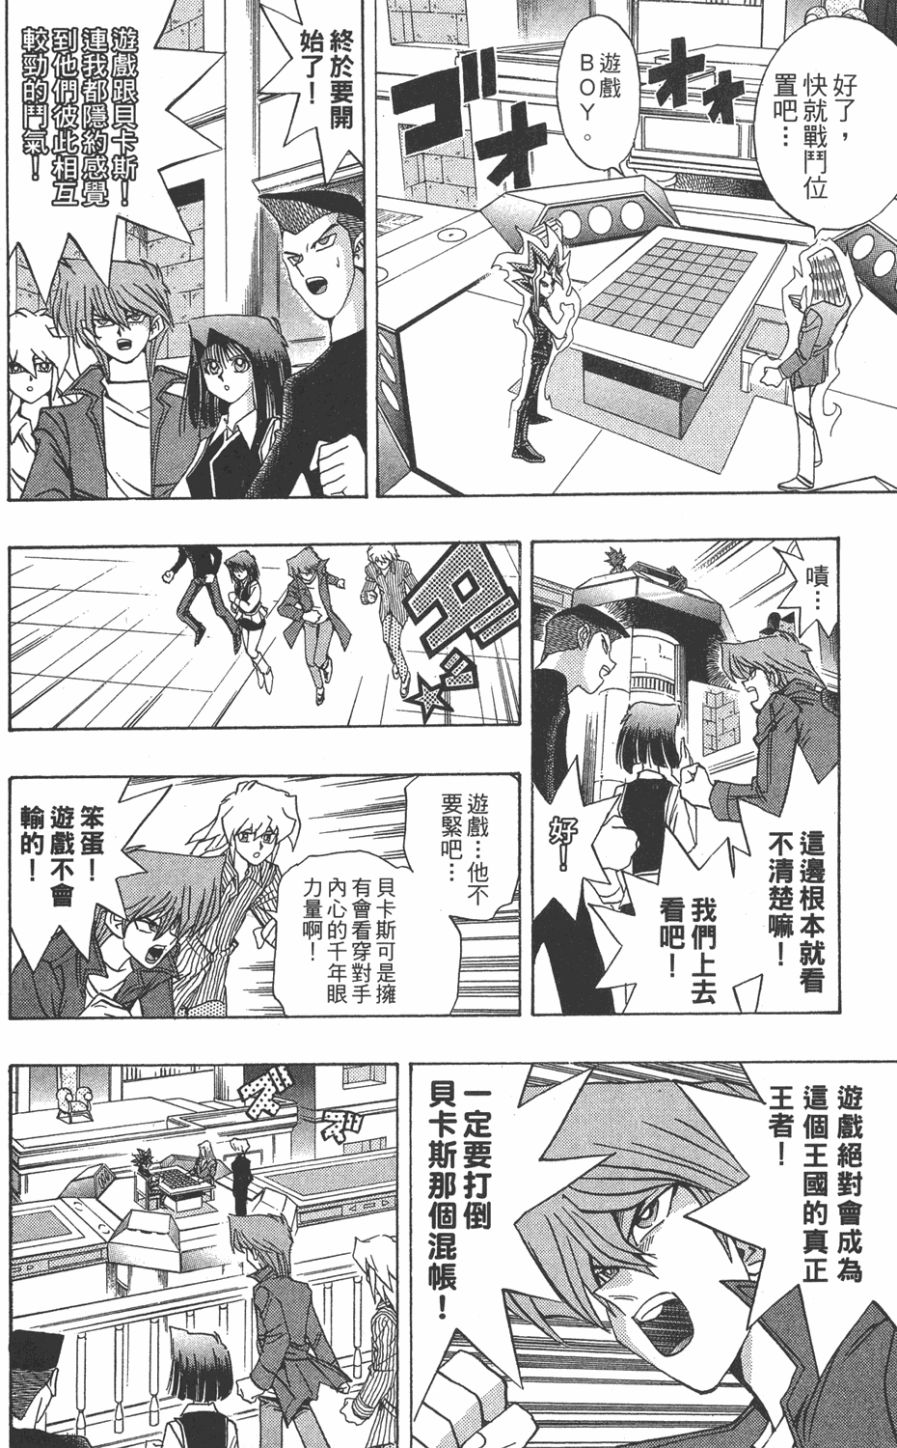 好了，
快就戰鬥位
置吧…
遊戲
BOY。
ゴ
オ
オ
オ
終於要開
始了！
遊戲跟貝卡斯！
連我都隱約感覺
到他們彼此相互
較勁的鬥氣！
嘖…
這邊根本就看
不清楚嘛！
我們上去
看吧！
好！
遊戲…他不
要緊吧…
貝卡斯可是擁
有會看穿對手
內心的千年眼
力量啊！
笨蛋！
遊戲不會
輸的！
遊戲絕對會成為
這個王國的真正
王者！
一定要打倒
貝卡斯那個混帳！